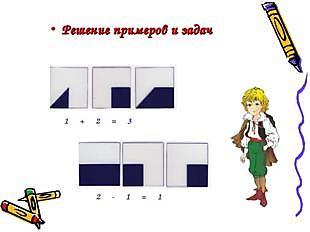 • Решение примеров и задач
1 + 2 = 3
2 - 1 = 1